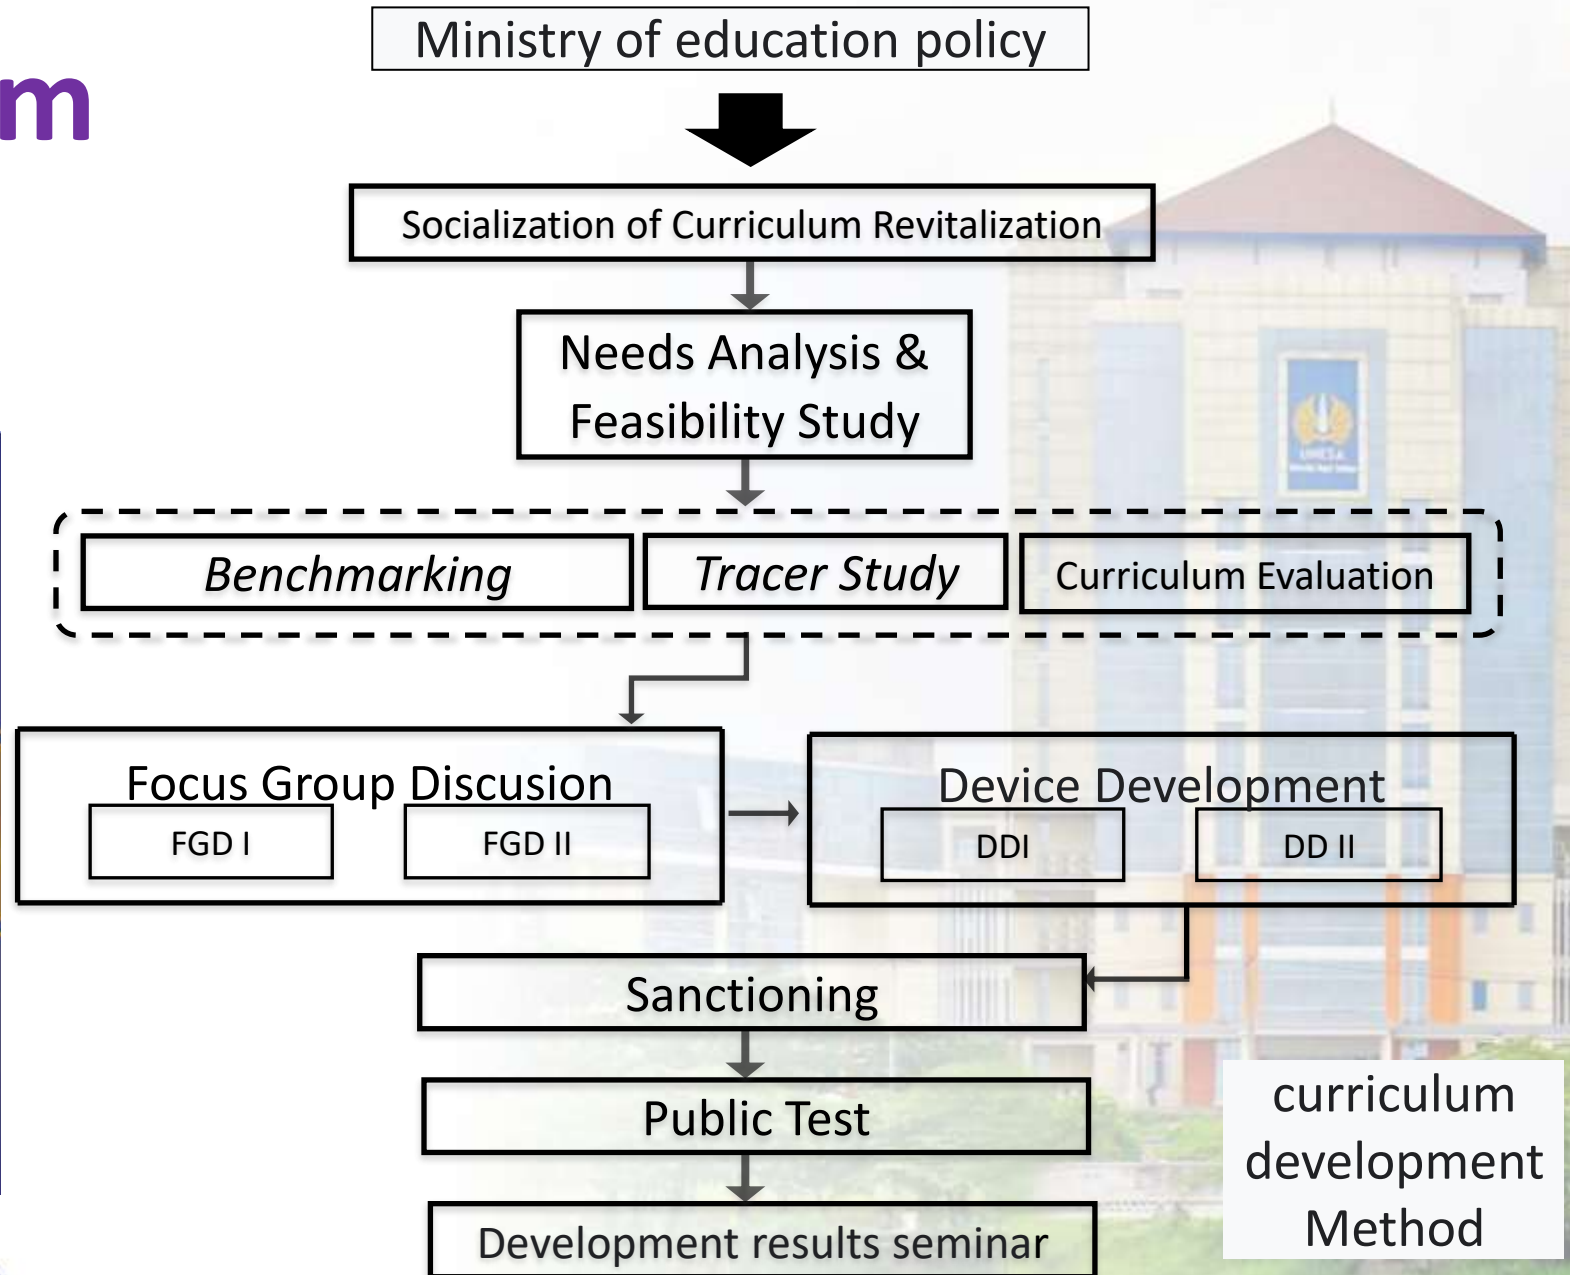 Ministry of education policy
m
Socialization of Curriculum Revitalization
Needs Analysis &
Feasibility Study
Benchmarking
Tracer Study
Curriculum Evaluation
Focus Group Discusion
FGD I
FGD II
Device Development
DDI
DD II
Sanctioning
Public Test
Development results seminar
curriculum
development
Method
UNESA